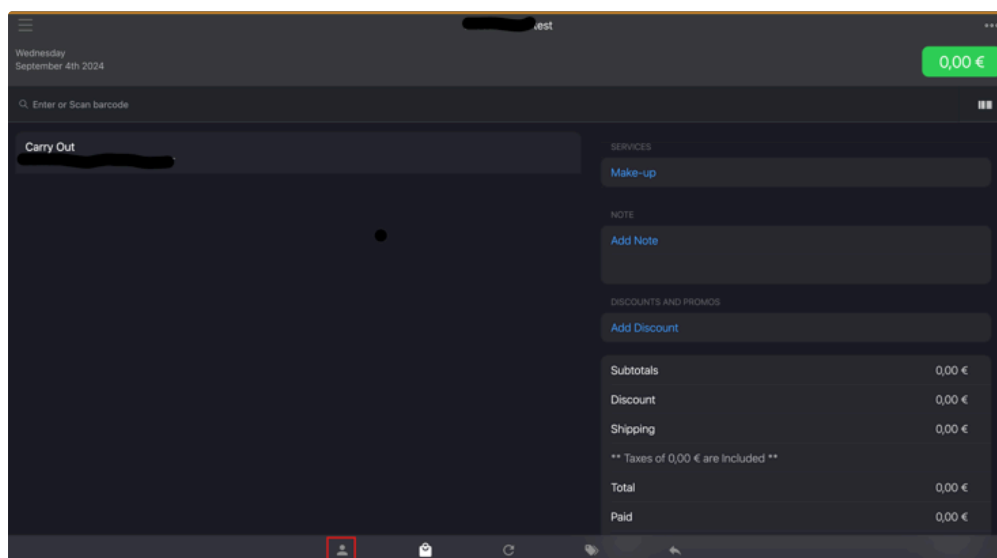 test
Wednesday
September 4th 2024
0,00 €
Enter or Scan barcode
Carry Out
SERVICES
Make-up
NOTE
Add Note
DISCOUNTS AND PROMOS
Add Discount
Subtotals 0,00 €
Discount 0,00 €
Shipping 0,00 €
** Taxes of 0,00 € are Included **
Total 0,00 €
Paid 0,00 €